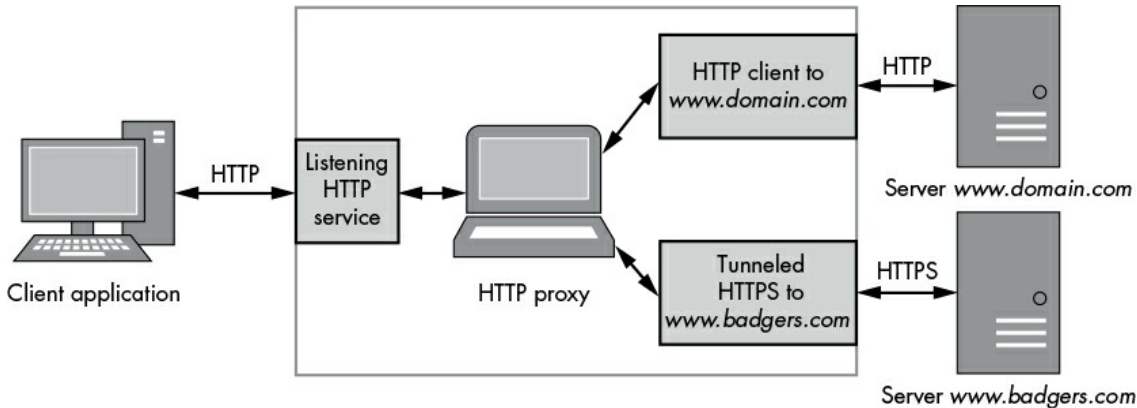 HTTP client to
www.domain.com
HTTP
Server www.domain.com
HTTP
Listening
HTTP
service
Client application
HTTP proxy
Tunneled
HTTPS to
www.badgers.com
HTTPS
Server www.badgers.com